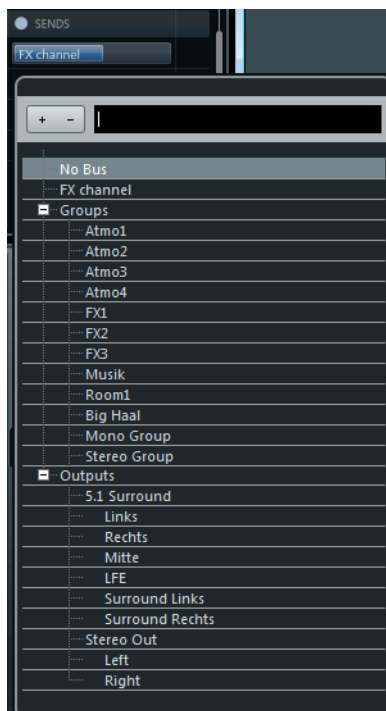 SENDS
FX channel
+ -
No Bus
FX channel
Groups
Atmo1
Atmo2
Atmo3
Atmo4
FX1
FX2
FX3
Musik
Room1
Big Haal
Mono Group
Stereo Group
Outputs
5.1 Surround
Links
Rechts
Mitte
LFE
Surround Links
Surround Rechts
Stereo Out
Left
Right